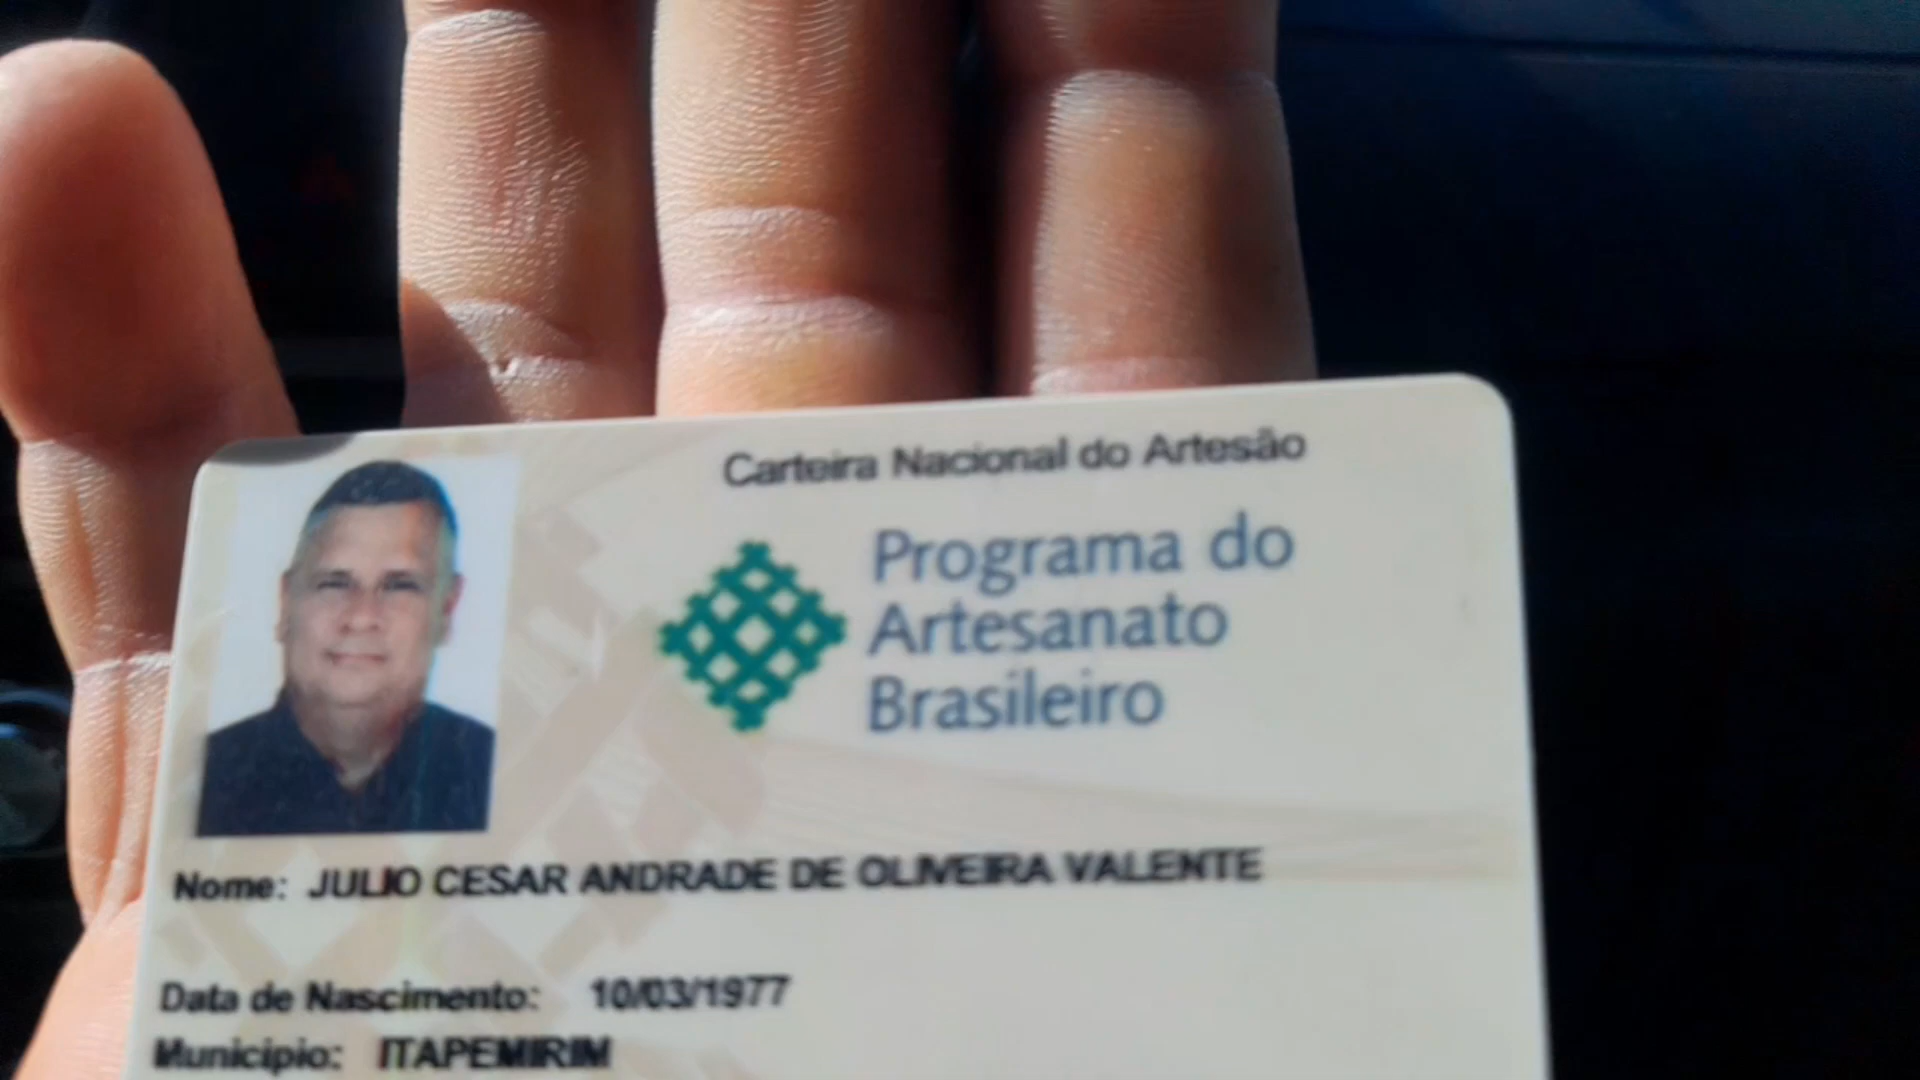 Carteira Nacional do Artesão
Programa do
Artesanato
Brasileiro
Nome: JULIO CESAR ANDRADE DE OLIVEIRA VALENTE
Data de Nascimento: 10/03/1977
Município: ITAPEMIRIM